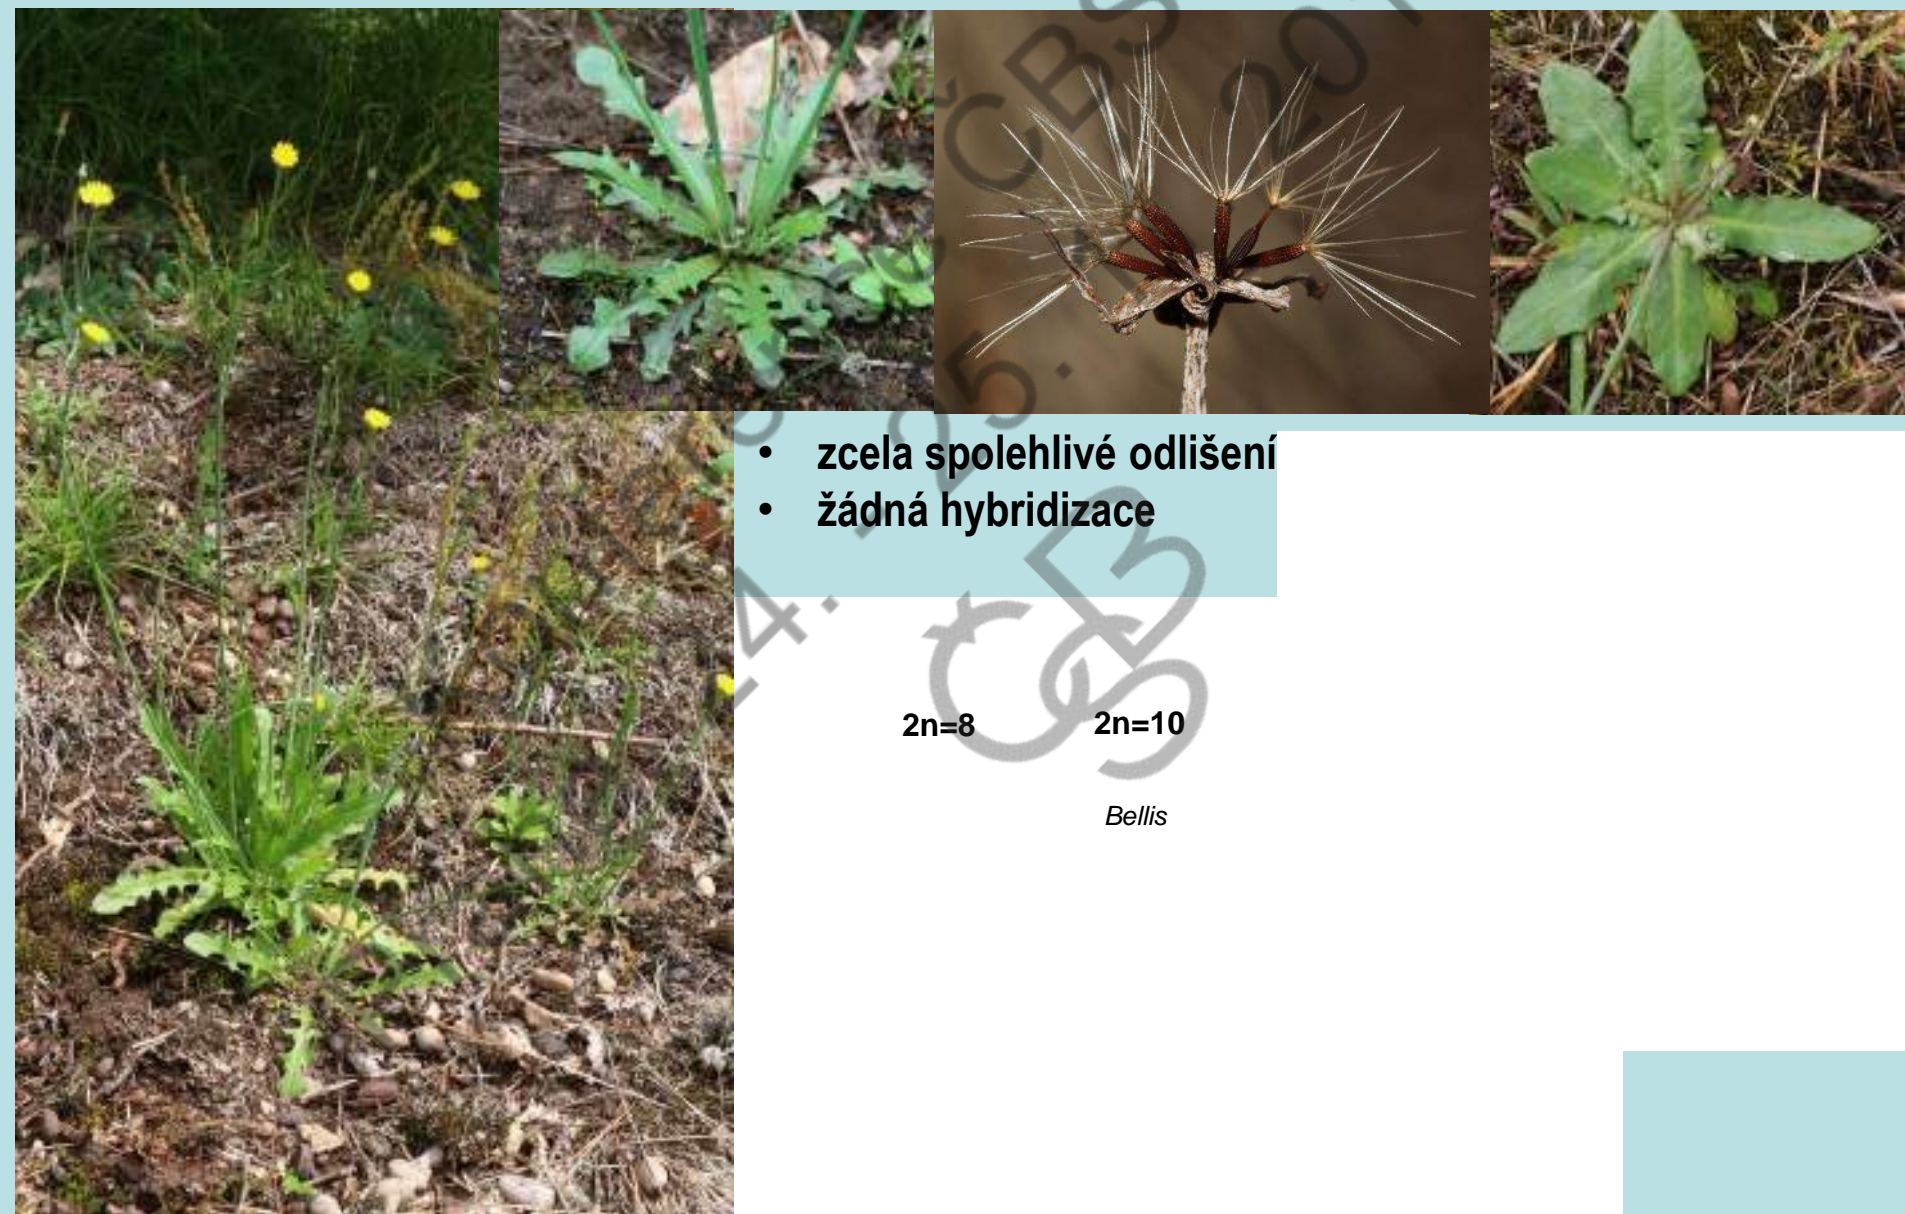 • zcela spolehlivé odlišení
• žádná hybridizace
2n=8 2n=10
Bellis